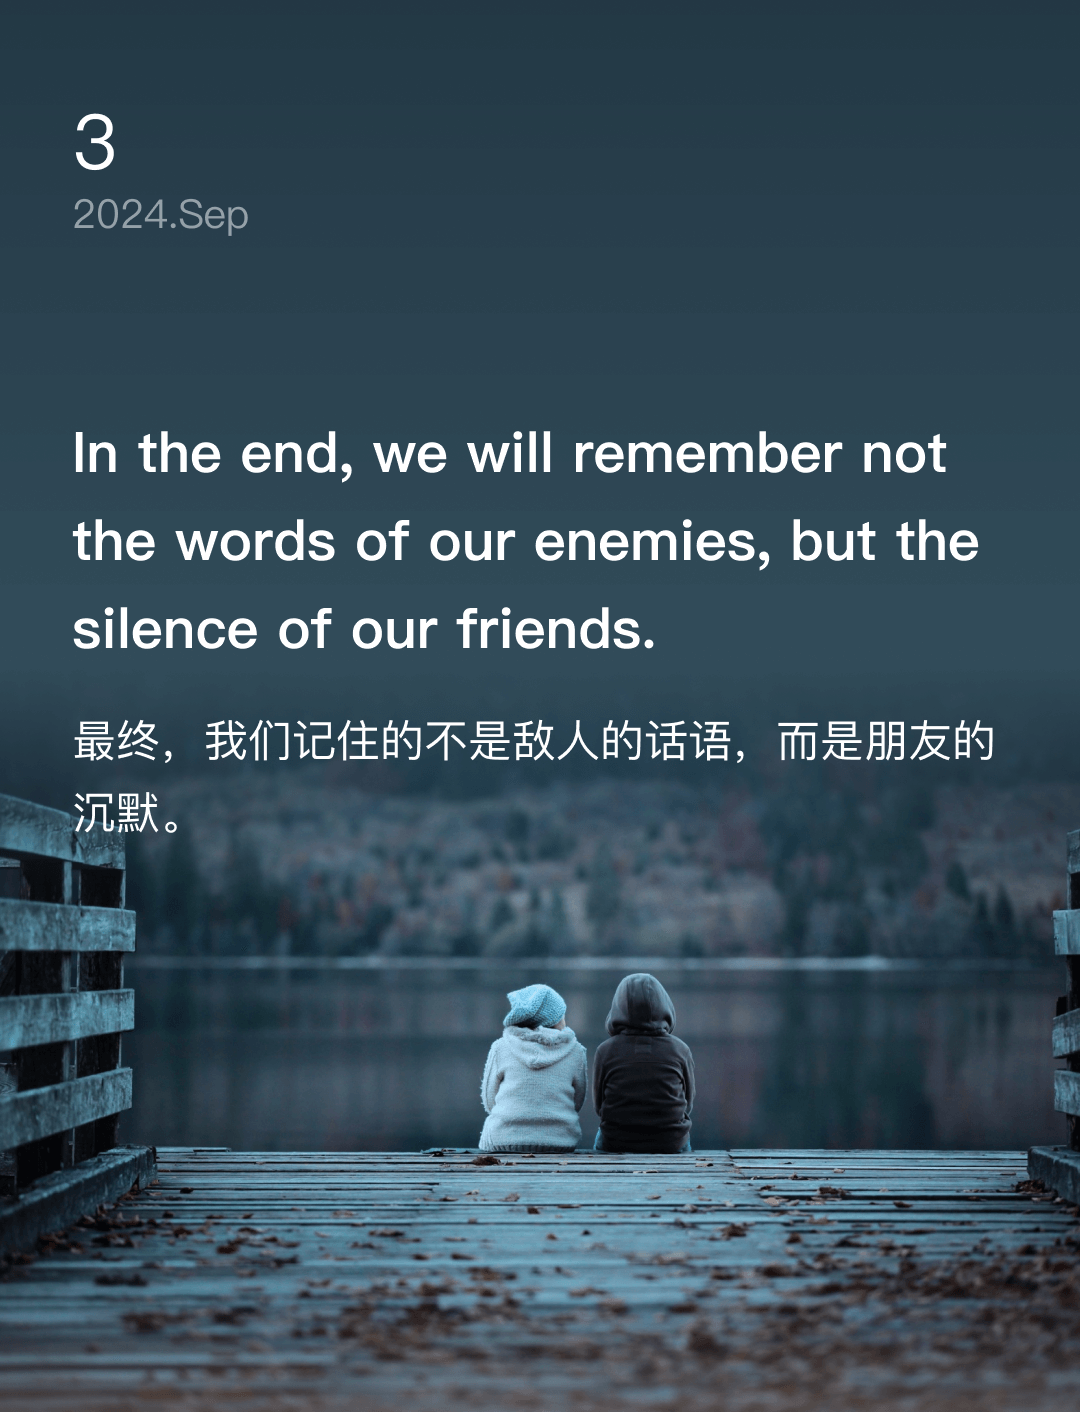 3
2024.Sep
In the end, we will remember not
the words of our enemies, but the
silence of our friends.
最终，我们记住的不是敌人的话语，而是朋友的
沉默。